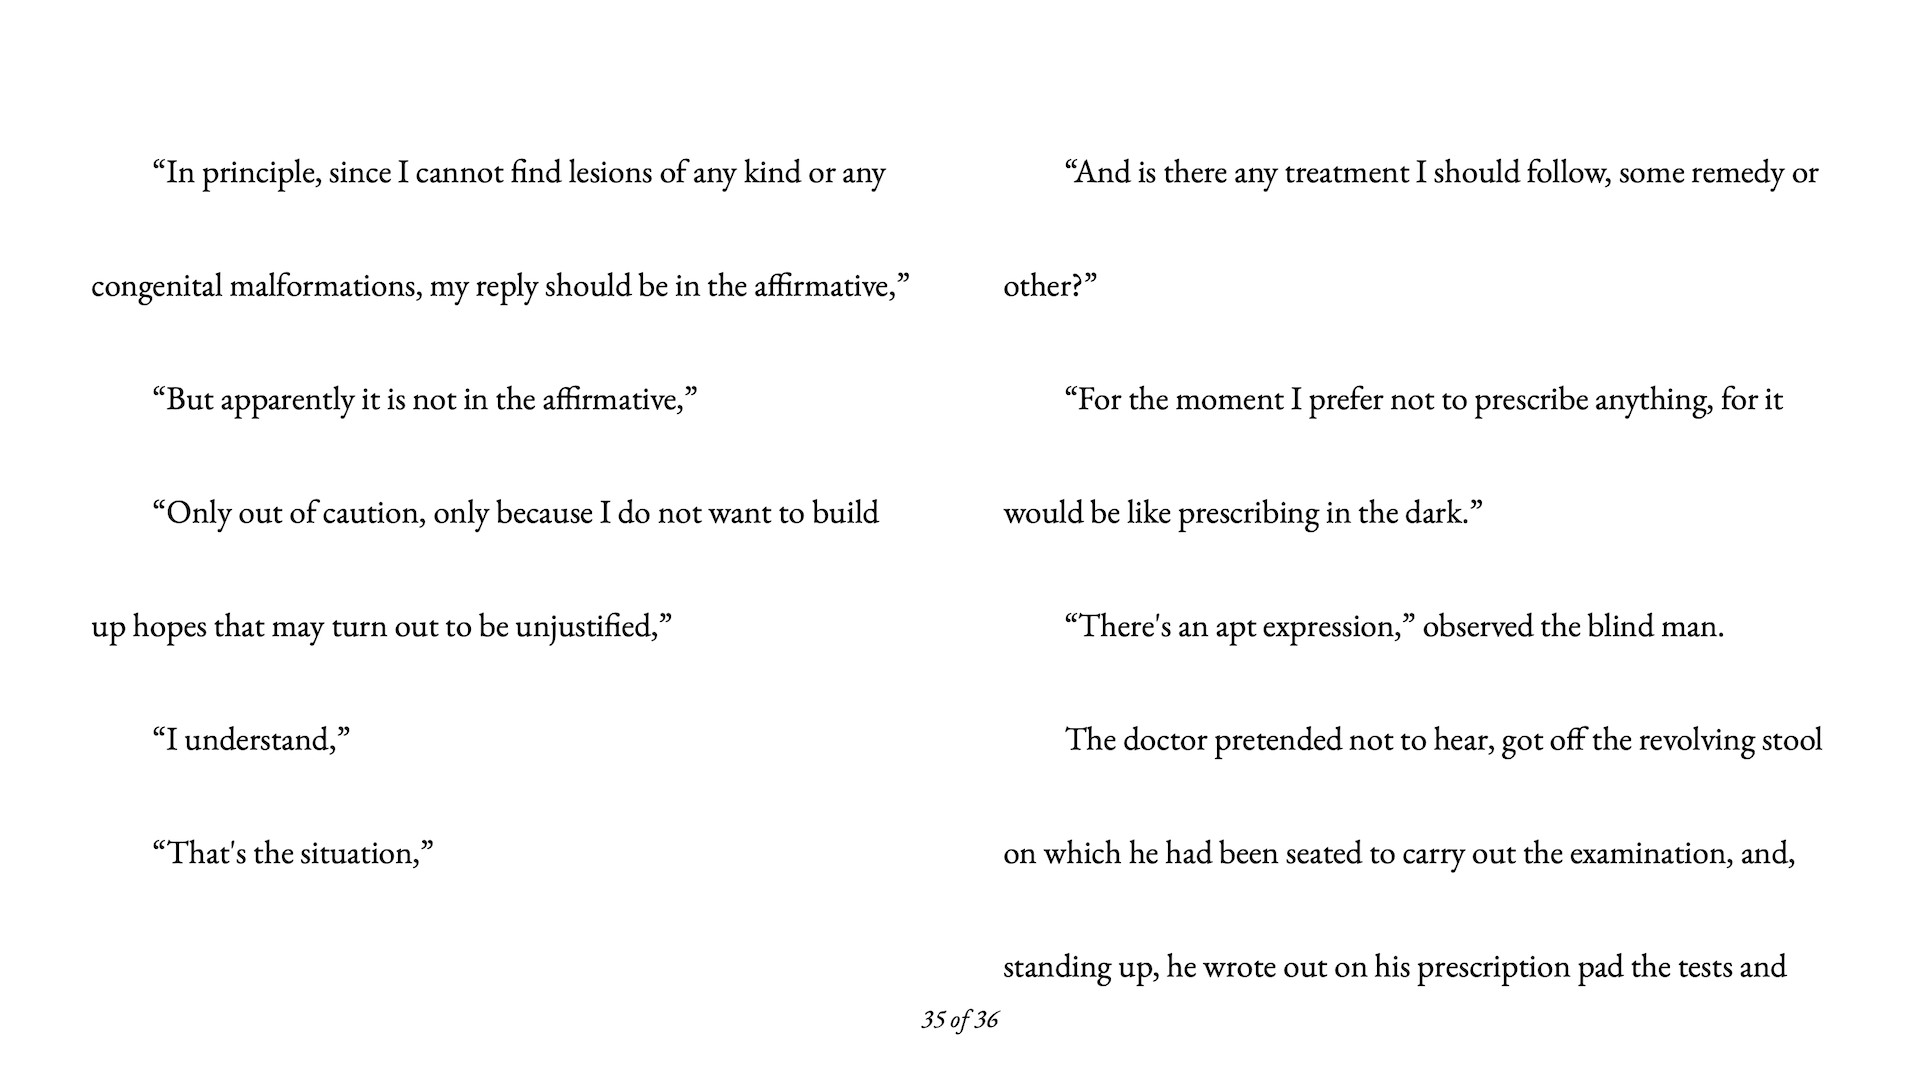 “In principle, since I cannot find lesions of any kind or any
congenital malformations, my reply should be in the affirmative,”
“But apparently it is not in the affirmative,”
“Only out of caution, only because I do not want to build
up hopes that may turn out to be unjustified,”
“I understand,”
“That's the situation,”
“And is there any treatment I should follow, some remedy or
other?”
“For the moment I prefer not to prescribe anything, for it
would be like prescribing in the dark.”
“There's an apt expression,” observed the blind man.
The doctor pretended not to hear, got off the revolving stool
on which he had been seated to carry out the examination, and,
standing up, he wrote out on his prescription pad the tests and
35 of 36